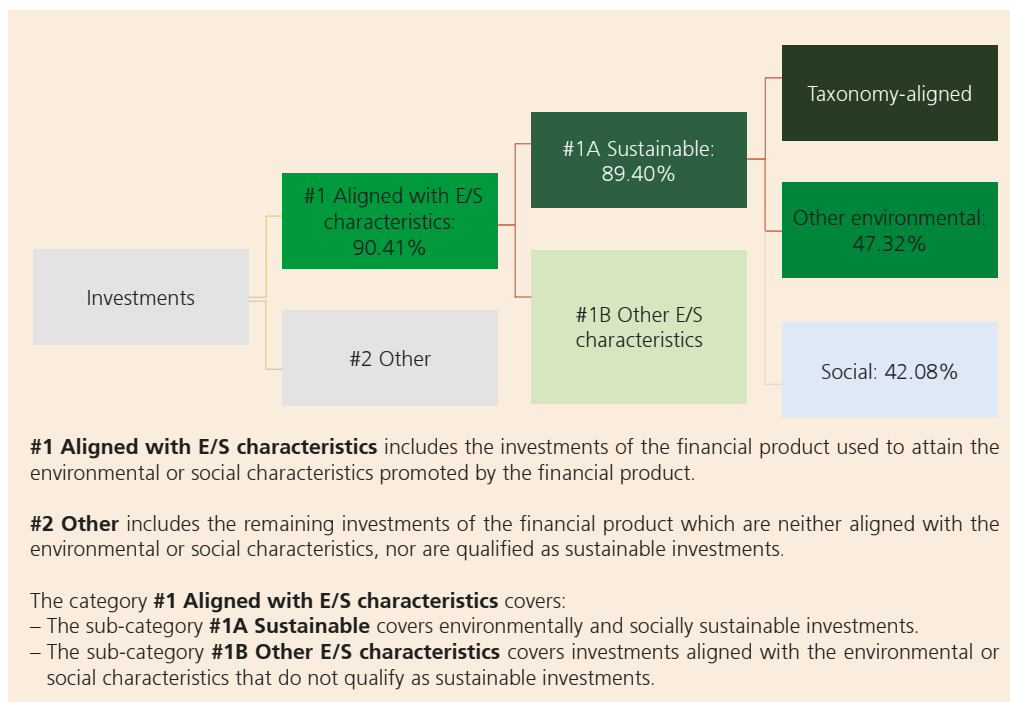 Taxonomy-aligned
#1A Sustainable:
89.40%
#1 Aligned with E/S
characteristics:
90.41%
Other environmental:
47.32%
Investments
#1B Other E/S
characteristics
#2 Other
Social: 42.08%
#1 Aligned with E/S characteristics includes the investments of the financial product used to attain the
environmental or social characteristics promoted by the financial product.
#2 Other includes the remaining investments of the financial product which are neither aligned with the
environmental or social characteristics, nor are qualified as sustainable investments.
The category #1 Aligned with E/S characteristics covers:
– The sub-category #1A Sustainable covers environmentally and socially sustainable investments.
– The sub-category #1B Other E/S characteristics covers investments aligned with the environmental or
social characteristics that do not qualify as sustainable investments.